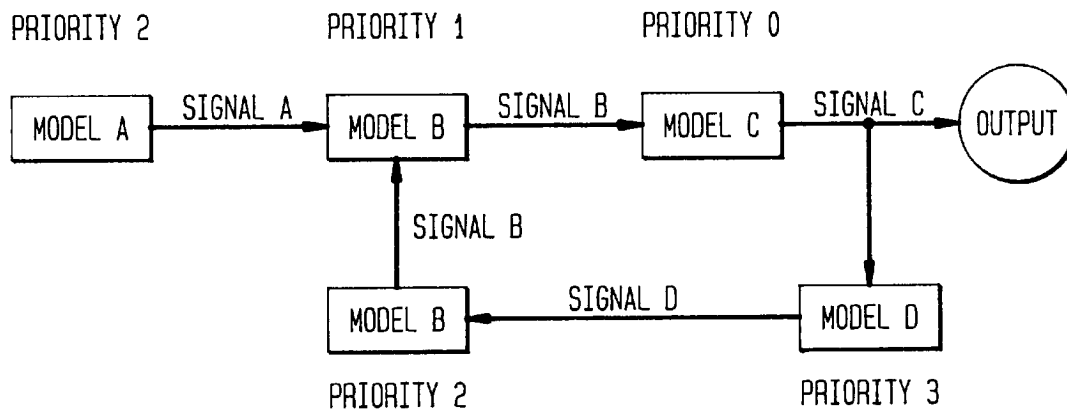 PRIORITY 2
PRIORITY 1
PRIORITY 0
MODEL A
SIGNAL A
MODEL B
SIGNAL B
MODEL C
SIGNAL C
OUTPUT
SIGNAL B
MODEL B
SIGNAL D
MODEL D
PRIORITY 2
PRIORITY 3